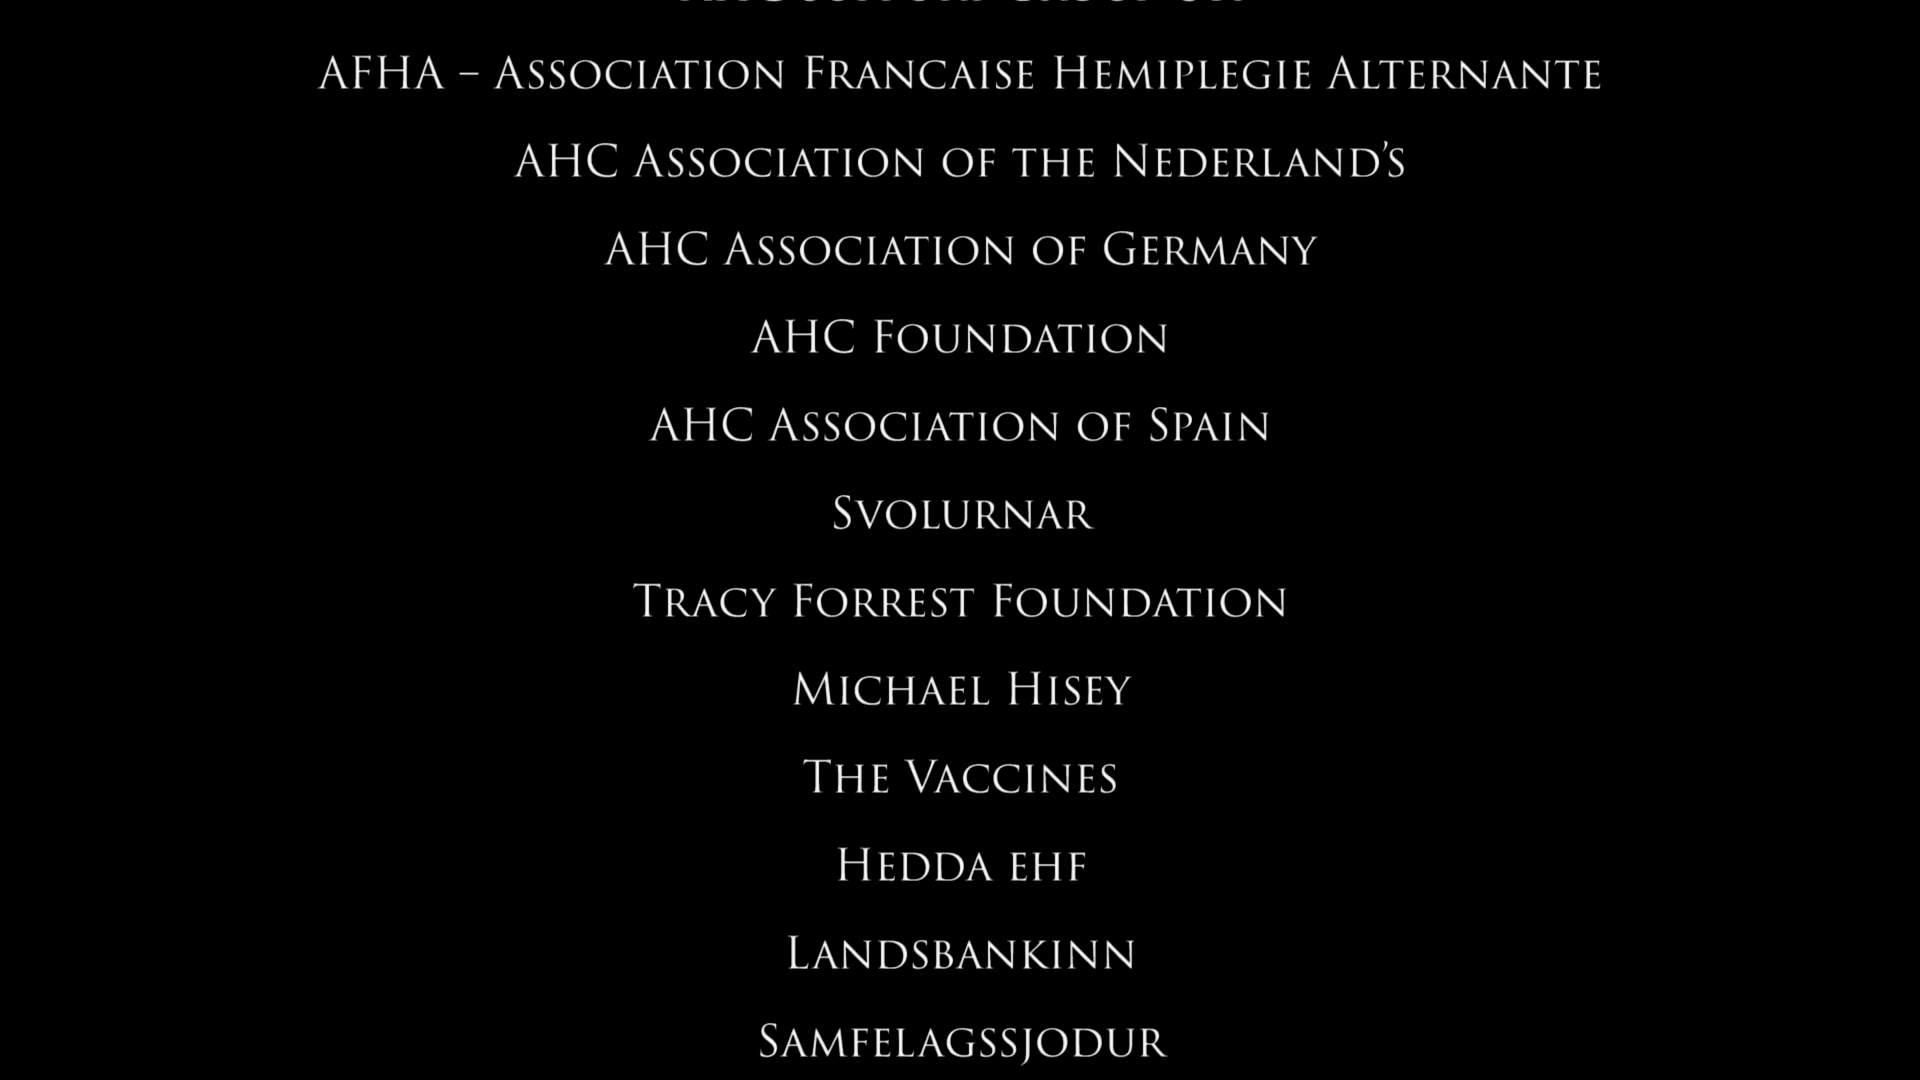 AFHA – Association Francaise Hemiplegie Alternante
AHC Association of the Nederland’s
AHC Association of Germany
AHC Foundation
AHC Association of Spain
Svolurnar
Tracy Forrest Foundation
Michael Hisey
The Vaccines
Hedda ehf
Landsbankinn
Samfelagssjodur